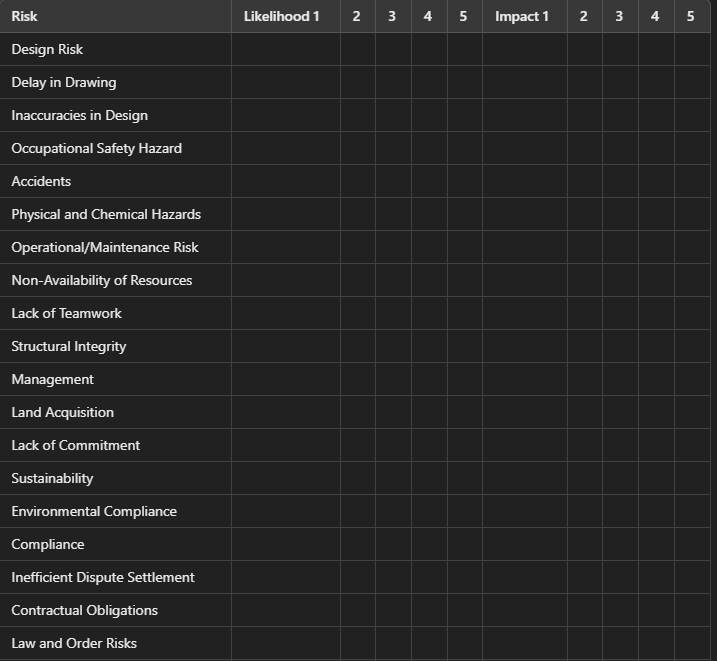 Risk Likelihood 1 2 3 4 5 Impact 1 2 3 4 5
Design Risk
Delay in Drawing
Inaccuracies in Design
Occupational Safety Hazard
Accidents
Physical and Chemical Hazards
Operational/Maintenance Risk
Non-Availability of Resources
Lack of Teamwork
Structural Integrity
Management
Land Acquisition
Lack of Commitment
Sustainability
Environmental Compliance
Compliance
Inefficient Dispute Settlement
Contractual Obligations
Law and Order Risks